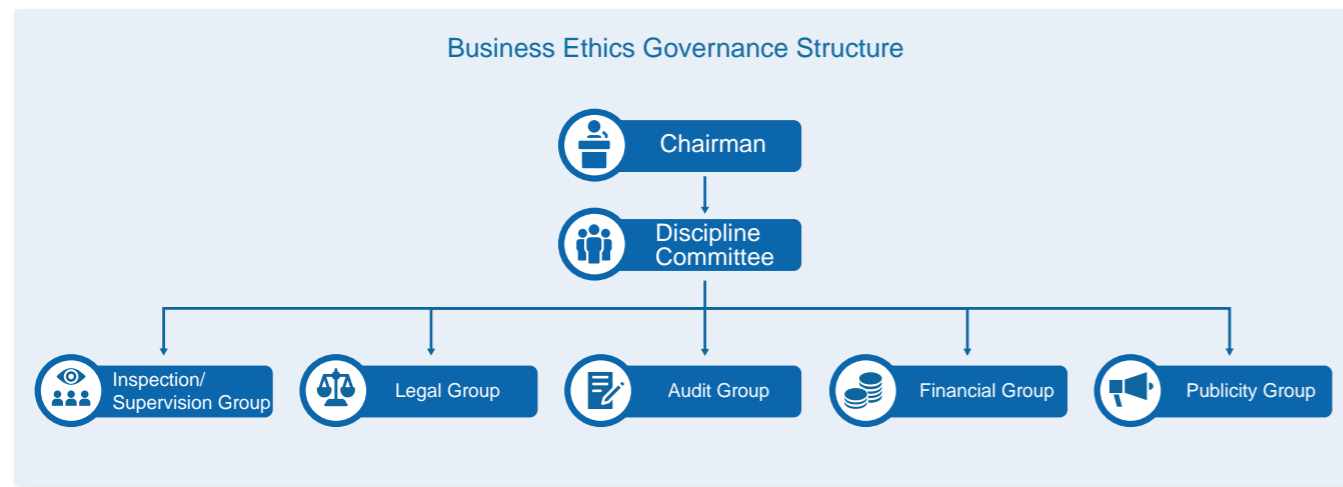 Business Ethics Governance Structure
Chairman
Discipline
Committee
Inspection/
Supervision Group
Legal Group
Audit Group
Financial Group
Publicity Group